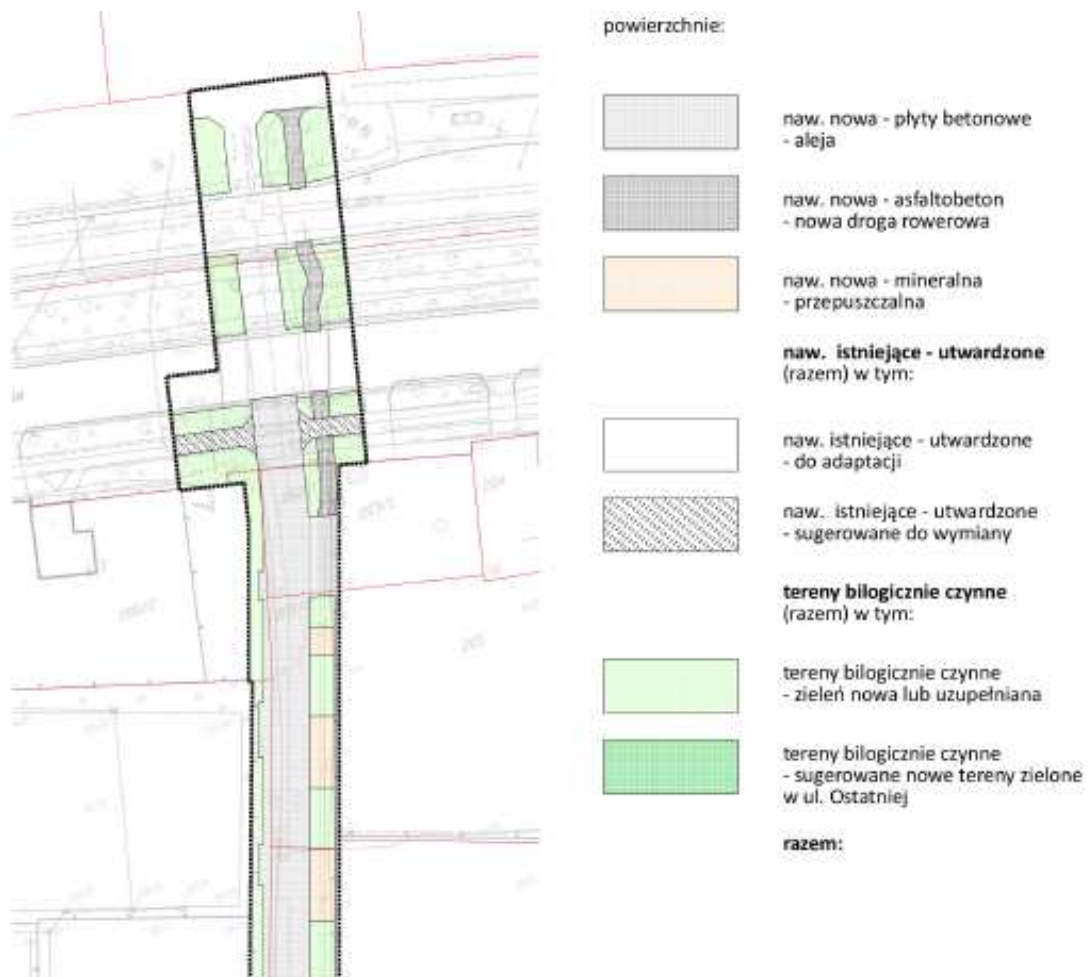 powierzchnie:
naw. nowa - płyty betonowe
- aleja
naw. nowa - asfaltobeton
- nowa droga rowerowa
naw. nowa - mineralna
- przepuszczalna
naw. istniejące - utwardzone
(razem) w tym:
naw. istniejące - utwardzone
- do adaptacji
naw. istniejące - utwardzone
- sugerowane do wymiany
tereny bilogicznie czynne
(razem) w tym:
tereny bilogicznie czynne
- zieleń nowa lub uzupełniana
tereny bilogicznie czynne
- sugerowane nowe tereny zielone
w ul. Ostatniej
razem: